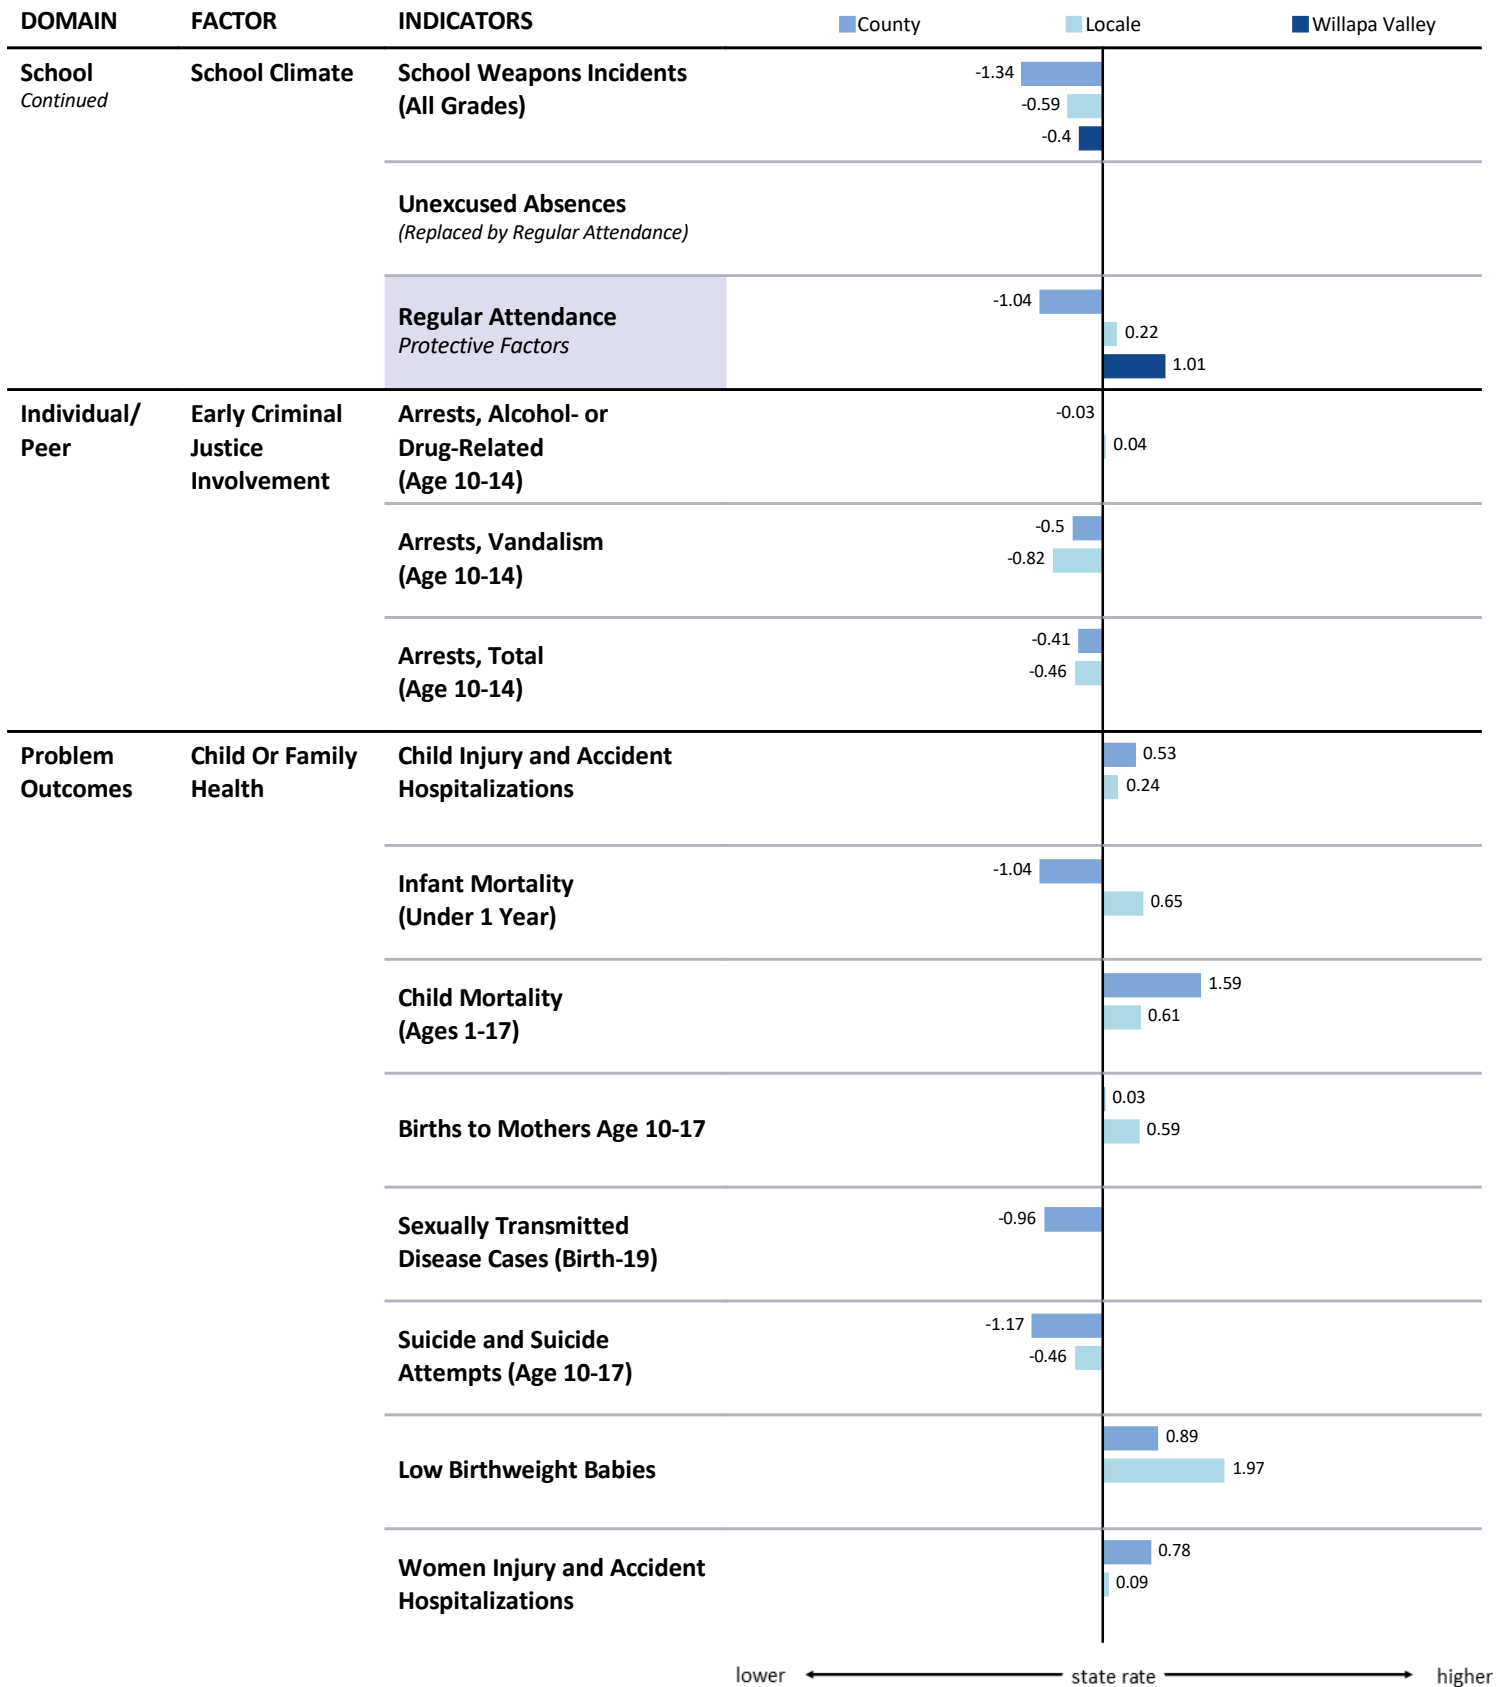 DOMAIN FACTOR INDICATORS County Locale Willapa Valley
School School Climate School Weapons Incidents -1.34
Continued (All Grades) -0.59
-0.4
Unexcused Absences
(Replaced by Regular Attendance)
-1.04
Regular Attendance 0.22
Protective Factors 1.01
Individual/ Early Criminal Arrests, Alcohol- or -0.03
Peer Justice Drug-Related 0.04
Involvement (Age 10-14)
-0.5
Arrests, Vandalism -0.82
(Age 10-14)
-0.41
Arrests, Total -0.46
(Age 10-14)
Problem Child Or Family Child Injury and Accident 0.53
Outcomes Health Hospitalizations 0.24
-1.04
Infant Mortality 0.65
(Under 1 Year)
1.59
Child Mortality 0.61
(Ages 1-17)
0.03
Births to Mothers Age 10-17 0.59
-0.96
Sexually Transmitted
Disease Cases (Birth-19)
-1.17
Suicide and Suicide -0.46
Attempts (Age 10-17)
0.89
Low Birthweight Babies 1.97
0.78
Women Injury and Accident 0.09
Hospitalizations
lower state rate higher